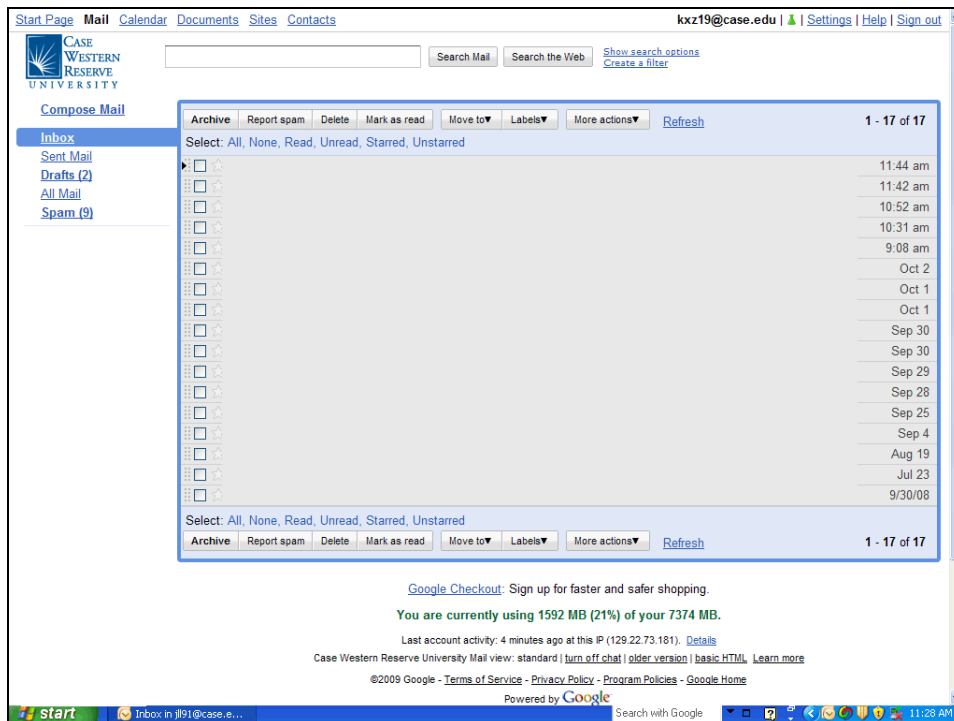 Start Page Mail Calendar Documents Sites Contacts kxz19@case.edu | Settings | Help | Sign out
CASE
WESTERN
RESERVE
UNIVERSITY
Search Mail Search the Web Show search options
Create a filter
Compose Mail
Inbox
Sent Mail
Drafts (2)
All Mail
Spam (9)
Archive Report spam Delete Mark as read Move to▼ Labels▼ More actions▼ Refresh 1 - 17 of 17
Select: All, None, Read, Unread, Starred, Unstarred
11:44 am
11:42 am
10:52 am
10:31 am
9:08 am
Oct 2
Oct 1
Oct 1
Sep 30
Sep 30
Sep 29
Sep 28
Sep 25
Sep 4
Aug 19
Jul 23
9/30/08
Select: All, None, Read, Unread, Starred, Unstarred
Archive Report spam Delete Mark as read Move to▼ Labels▼ More actions▼ Refresh 1 - 17 of 17
Google Checkout: Sign up for faster and safer shopping.
You are currently using 1592 MB (21%) of your 7374 MB.
Last account activity: 4 minutes ago at this IP (129.22.73.181). Details
Case Western Reserve University Mail view: standard | turn off chat | older version | basic HTML Learn more
©2009 Google - Terms of Service - Privacy Policy - Program Policies - Google Home
Powered by Google
start Inbox in jll91@case.e... Search with Google 11:28 AM